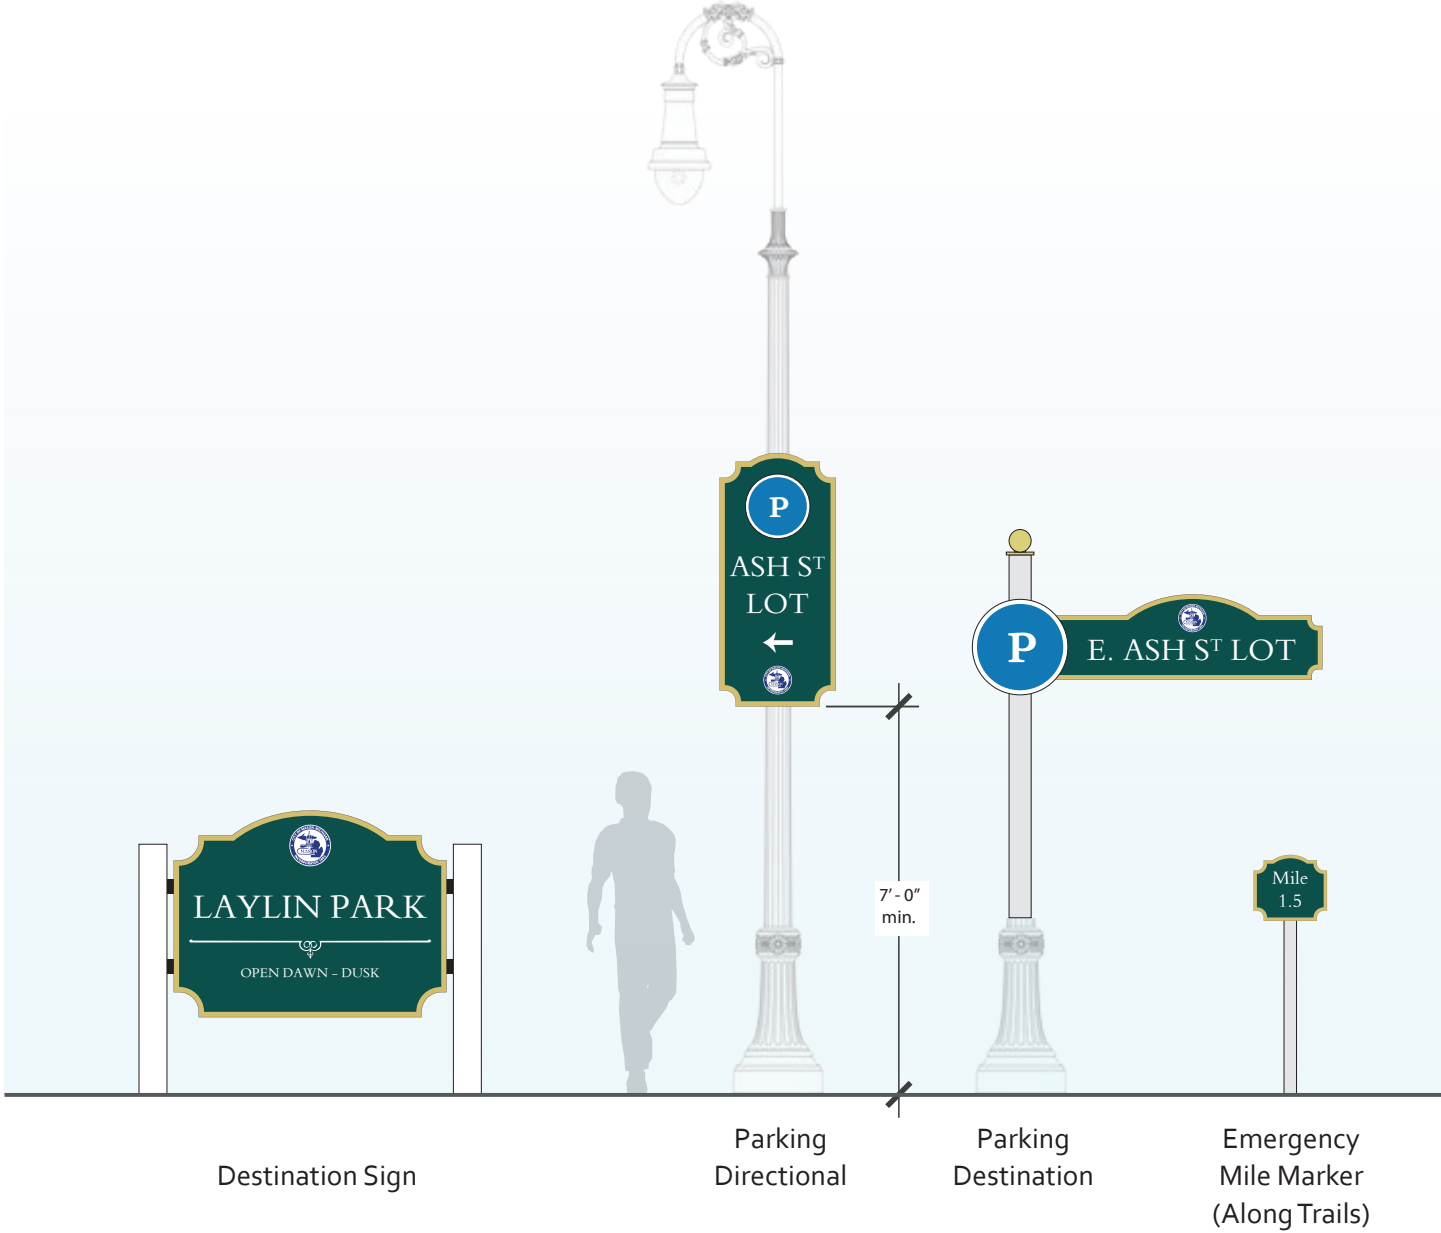 P
ASH ST
LOT
P
E. ASH ST LOT
LAYLIN PARK
OPEN DAWN – DUSK
7’- 0”
min.
Mile
1.5
Destination Sign
Parking
Directional
Parking
Destination
Emergency
Mile Marker
(Along Trails)